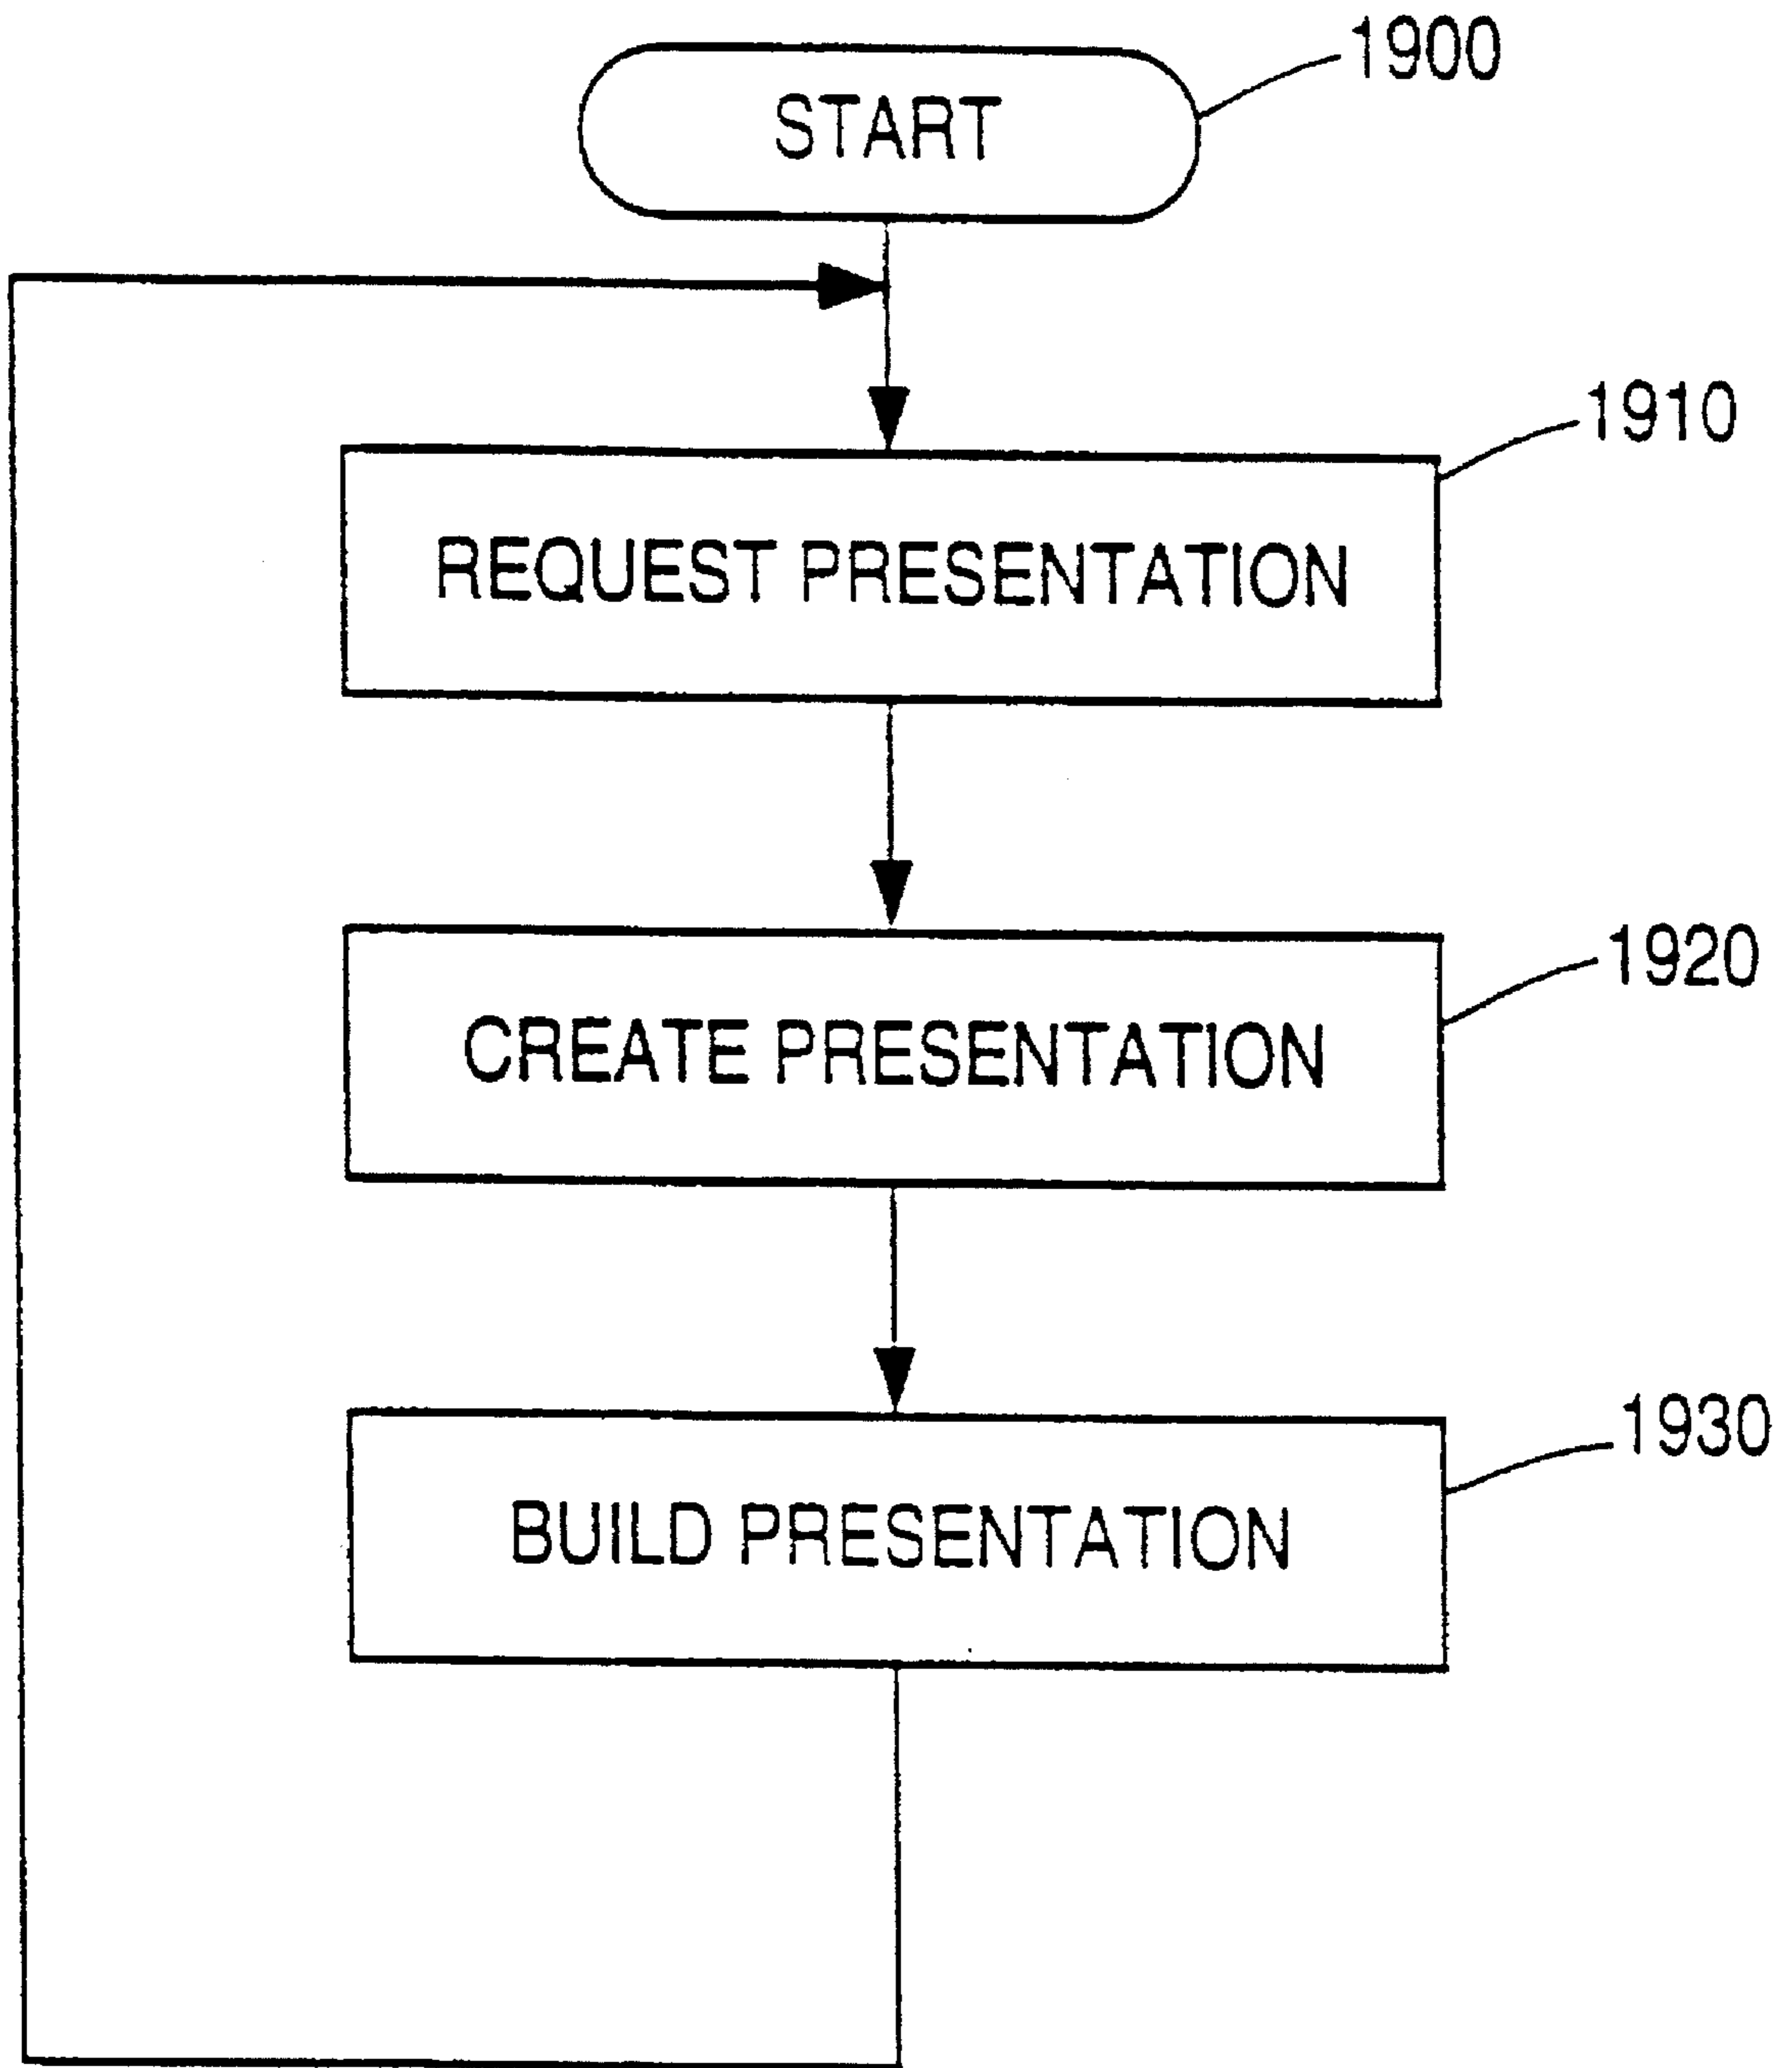 1900
START
1910
REQUEST PRESENTATION
1920
CREATE PRESENTATION
1930
BUILD PRESENTATION